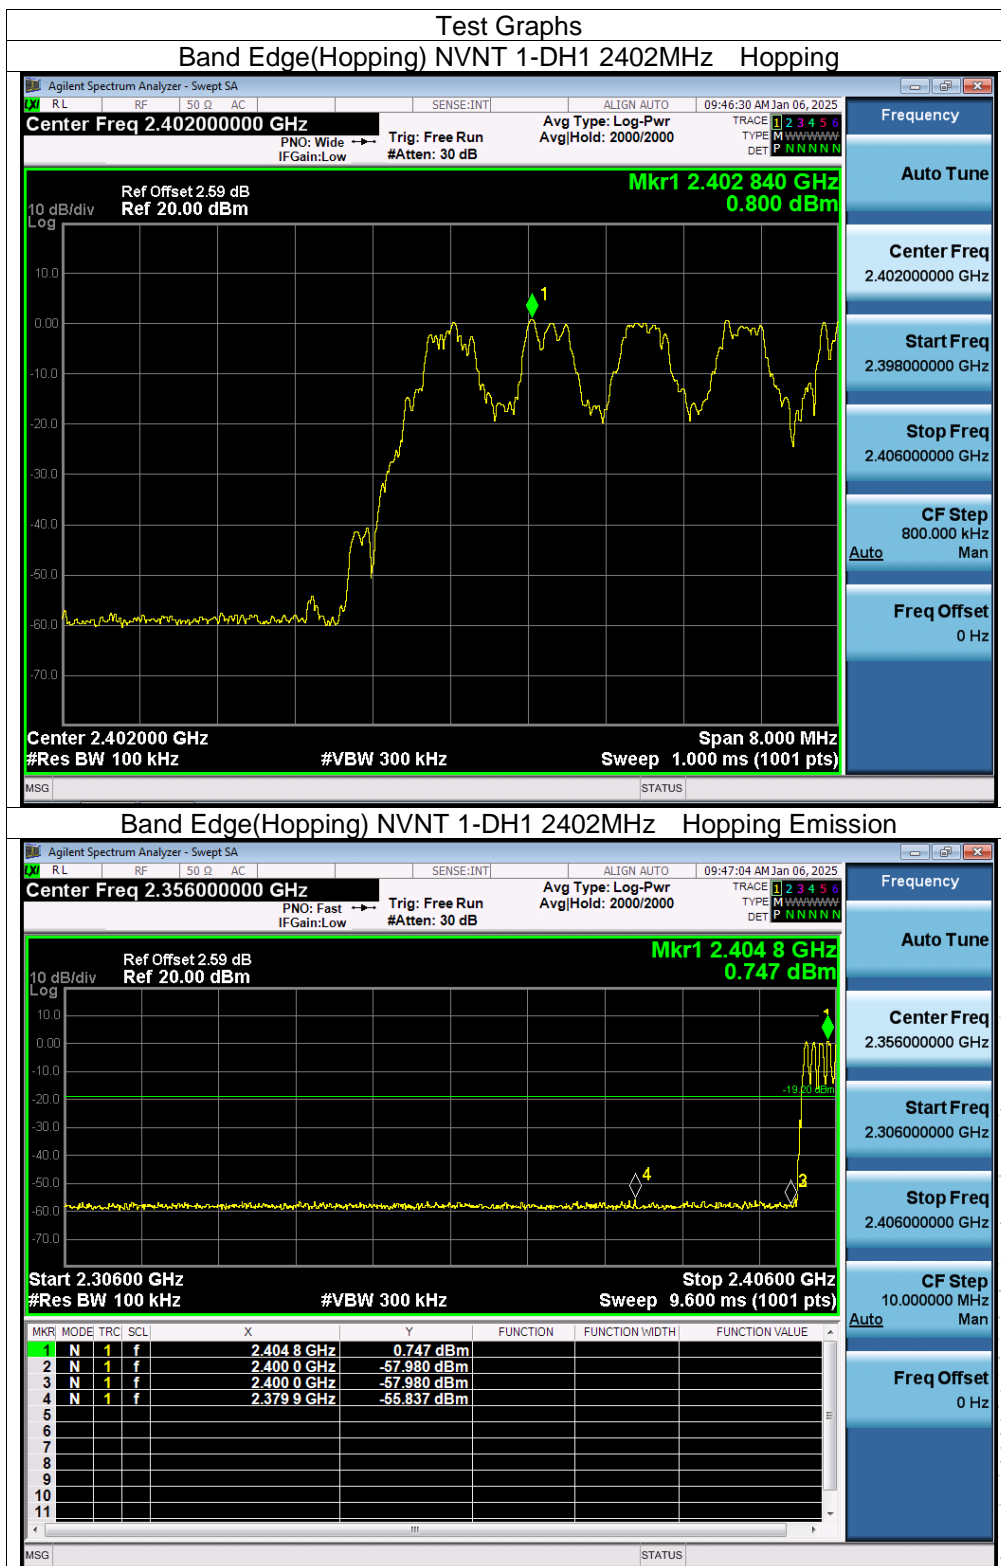 Test Graphs
Band Edge(Hopping) NVNT 1-DH1 2402MHz Hopping
Agilent Spectrum Analyzer - Swept SA
LXI RL RF 50 Ω AC SENSE:INT ALIGN AUTO 09:46:30 AM Jan 06, 2025
Center Freq 2.402000000 GHz
PNO: Wide
IFGain:Low
Trig: Free Run
#Atten: 30 dB
Avg Type: Log-Pwr
Avg|Hold: 2000/2000
TRACE 1 2 3 4 5 6
TYPE M WWWWW
DET P N N N N N
Ref Offset 2.59 dB
10 dB/div Ref 20.00 dBm
Log
Mkr1 2.402 840 GHz
0.800 dBm
10.0
0.00
-10.0
-20.0
-30.0
-40.0
-50.0
-60.0
-70.0
1
Center 2.402000 GHz Span 8.000 MHz
#Res BW 100 kHz #VBW 300 kHz Sweep 1.000 ms (1001 pts)
MSG STATUS
Frequency
Auto Tune
Center Freq
2.402000000 GHz
Start Freq
2.398000000 GHz
Stop Freq
2.406000000 GHz
CF Step
800.000 kHz
Auto Man
Freq Offset
0 Hz
Band Edge(Hopping) NVNT 1-DH1 2402MHz Hopping Emission
Agilent Spectrum Analyzer - Swept SA
LXI RL RF 50 Ω AC SENSE:INT ALIGN AUTO 09:47:04 AM Jan 06, 2025
Center Freq 2.356000000 GHz
PNO: Fast
IFGain:Low
Trig: Free Run
#Atten: 30 dB
Avg Type: Log-Pwr
Avg|Hold: 2000/2000
TRACE 1 2 3 4 5 6
TYPE M WWWWW
DET P N N N N N
Ref Offset 2.59 dB
10 dB/div Ref 20.00 dBm
Log
Mkr1 2.404 8 GHz
0.747 dBm
10.0
0.00
-10.0
-20.0
-30.0
-40.0
-50.0
-60.0
-70.0
1
-19.20 dBm
4
3
Start 2.30600 GHz Stop 2.40600 GHz
#Res BW 100 kHz #VBW 300 kHz Sweep 9.600 ms (1001 pts)
MKR MODE TRC SCL X Y FUNCTION FUNCTION WIDTH FUNCTION VALUE
1 N 1 f 2.404 8 GHz 0.747 dBm
2 N 1 f 2.400 0 GHz -57.980 dBm
3 N 1 f 2.400 0 GHz -57.980 dBm
4 N 1 f 2.379 9 GHz -55.837 dBm
5
6
7
8
9
10
11
MSG STATUS
Frequency
Auto Tune
Center Freq
2.356000000 GHz
Start Freq
2.306000000 GHz
Stop Freq
2.406000000 GHz
CF Step
10.000000 MHz
Auto Man
Freq Offset
0 Hz